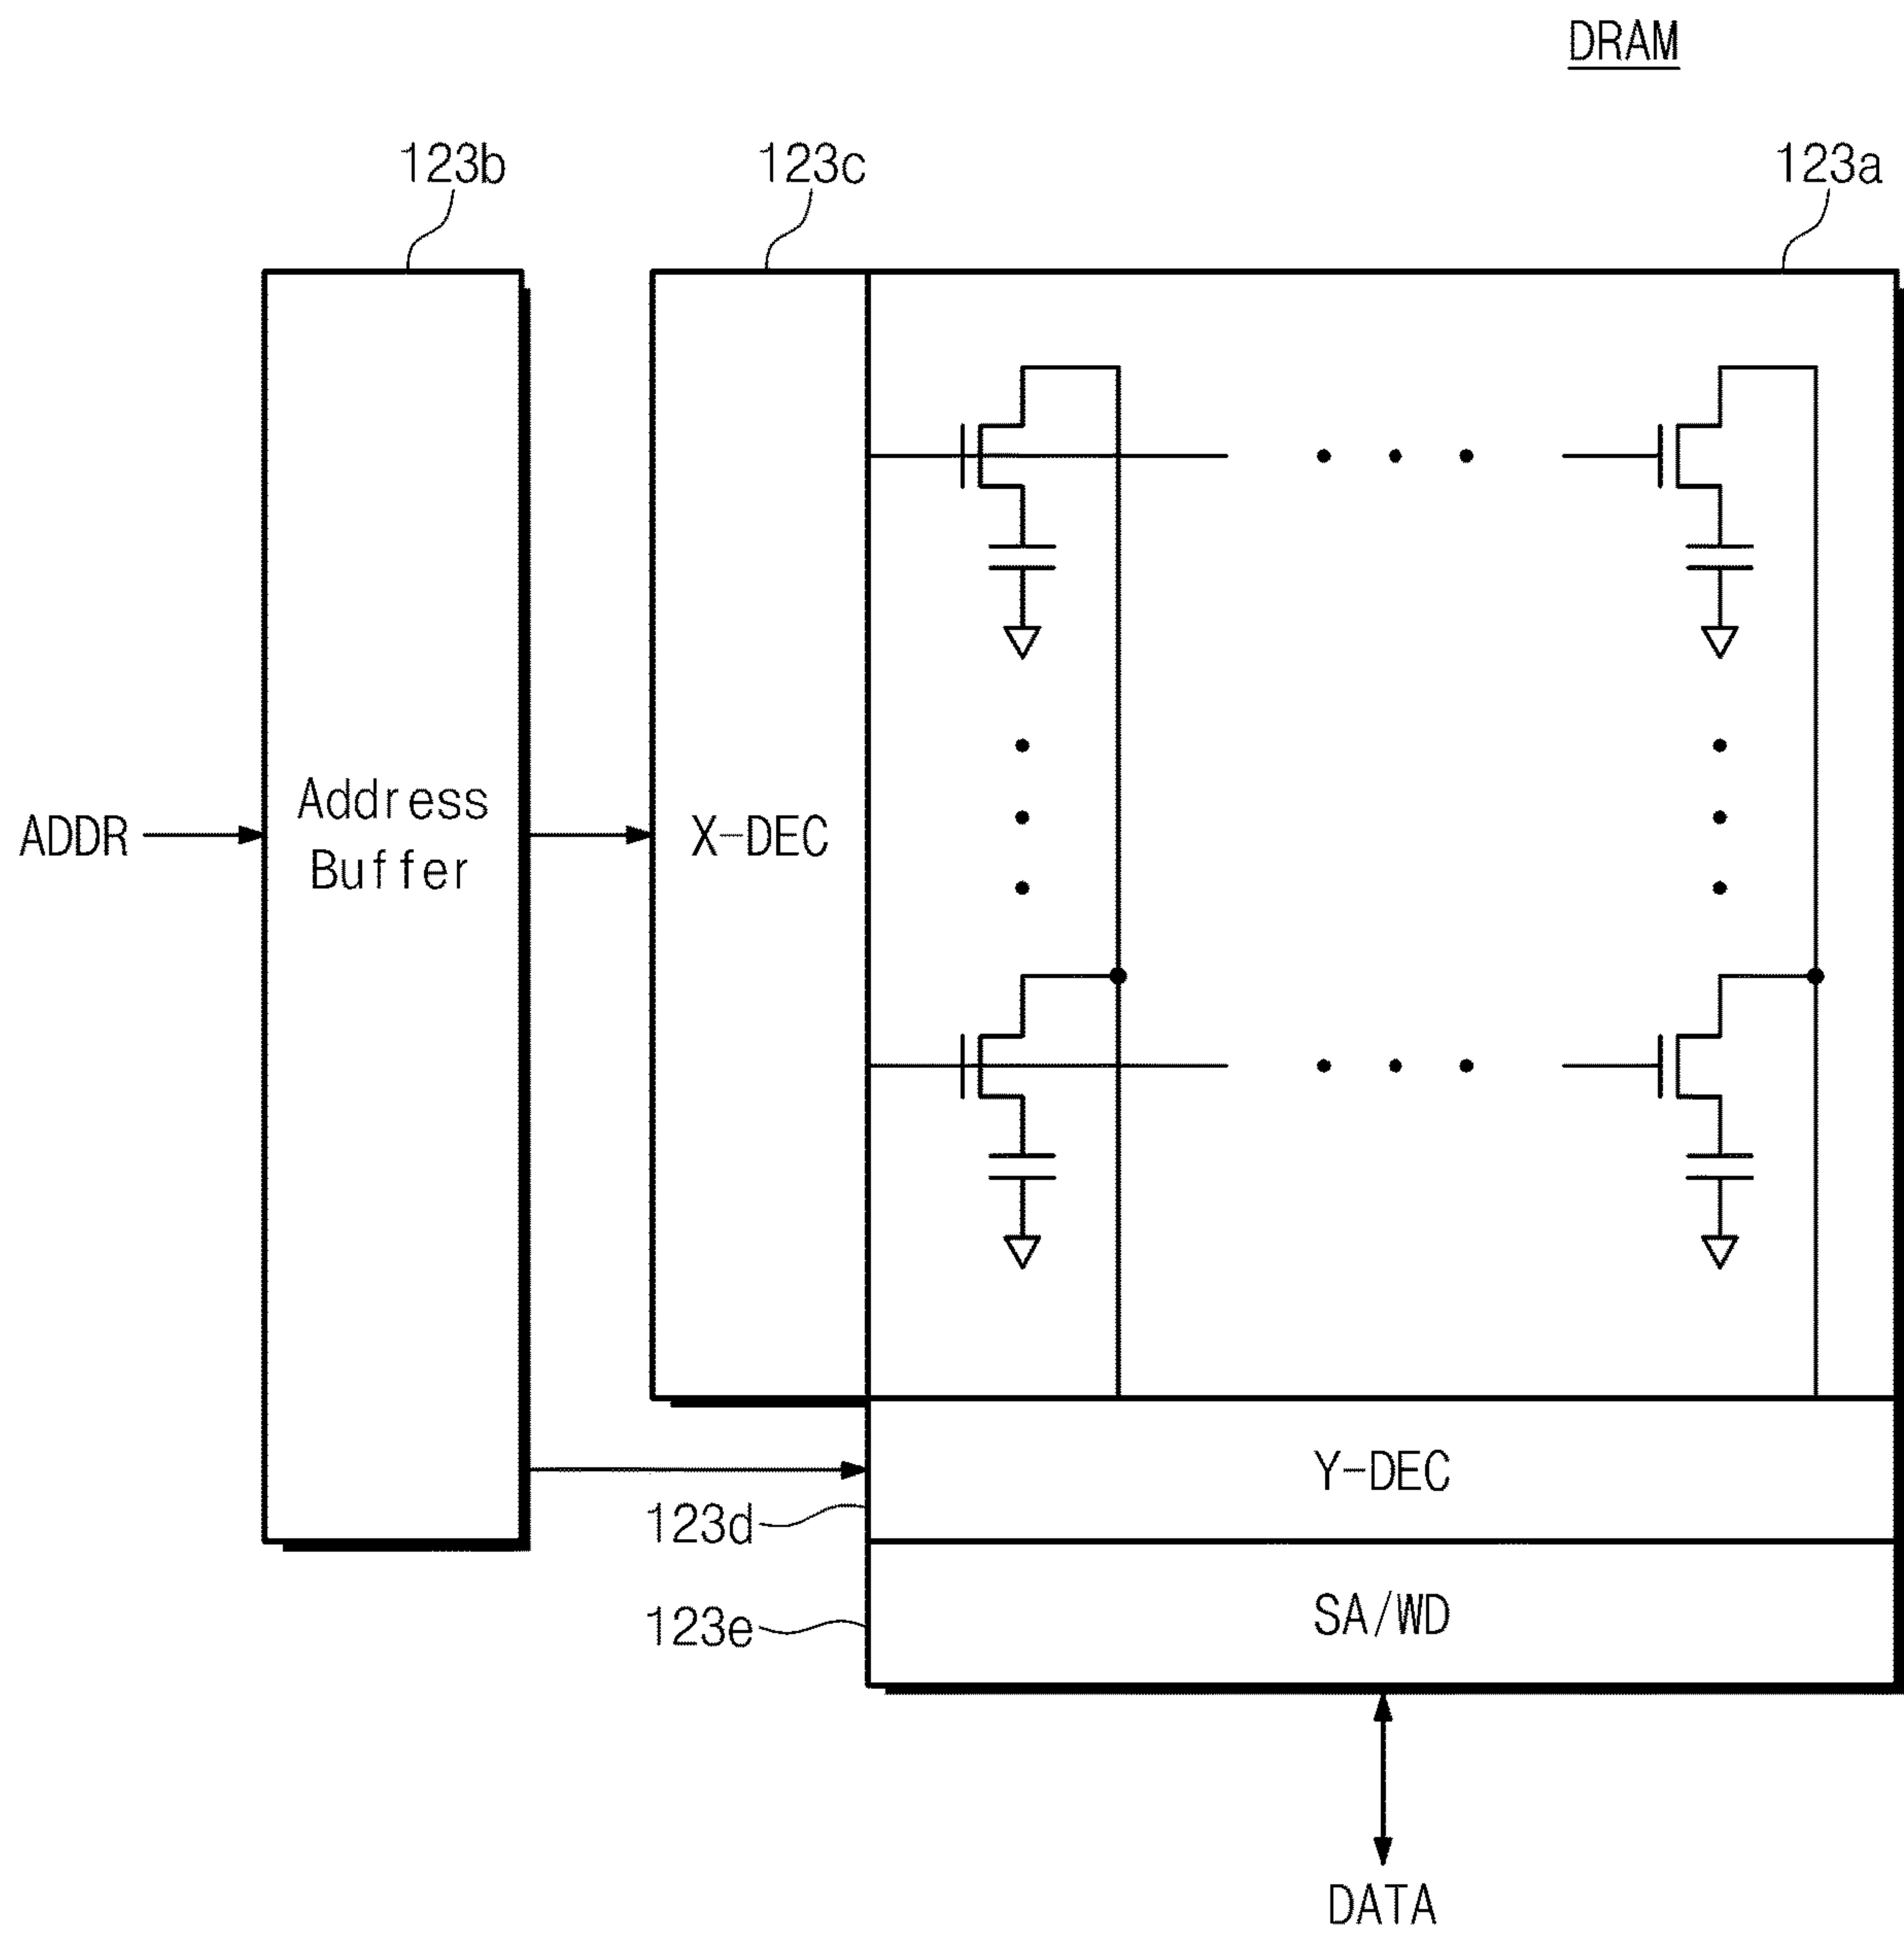 DRAM
123b
123c
123a
ADDR
Address
Buffer
X-DEC
Y-DEC
123d
SA/WD
123e
DATA